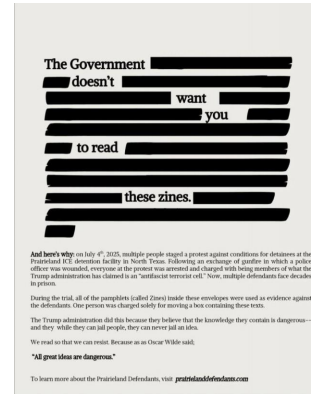 The Government
doesn't
want
you
to read
these zines.
And here's why: on July 4th, 2025, multiple people staged a protest against conditions for detainees at the
Prairieland ICE detention facility in North Texas. Following an exchange of gunfire in which a police
officer was wounded, everyone at the protest was arrested and charged with being members of what the
Trump administration has claimed is an "antifascist terrorist cell." Now, multiple defendants face decades
in prison.
During the trial, all of the pamphlets (called Zines) inside these envelopes were used as evidence against
the defendants. One person was charged solely for moving a box containing these texts.
The Trump administration did this because they believe that the knowledge they contain is dangerous—
and they while they can jail people, they can never jail an idea.
We read so that we can resist. Because as as Oscar Wilde said;
"All great ideas are dangerous."
To learn more about the Prairieland Defendants, visit prairielanddefendants.com